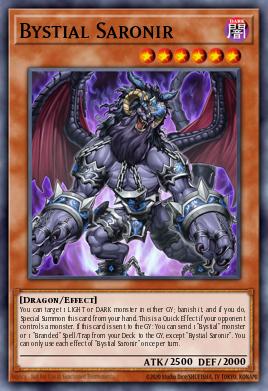 Bystial Saronir
DARK
闇
[Dragon/Effect]
You can target 1 LIGHT or DARK monster in either GY; banish it, and if you do,
Special Summon this card from your hand. This is a Quick Effect if your opponent
controls a monster. If this card is sent to the GY: You can send 1 "Bystial" monster
or 1 "Branded" Spell/Trap from your Deck to the GY, except "Bystial Saronir". You
can only use each effect of "Bystial Saronir" once per turn.
ATK/2500 DEF/2000
©2020 Studio Dice/SHUEISHA, TV TOKYO, KONAMI